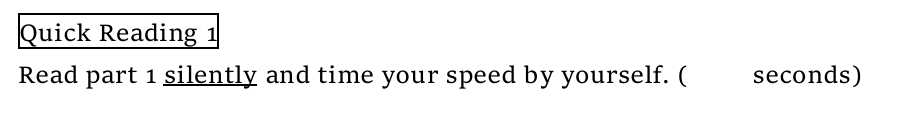 Quick Reading 1
Read part 1 silently and time your speed by yourself. (        seconds)